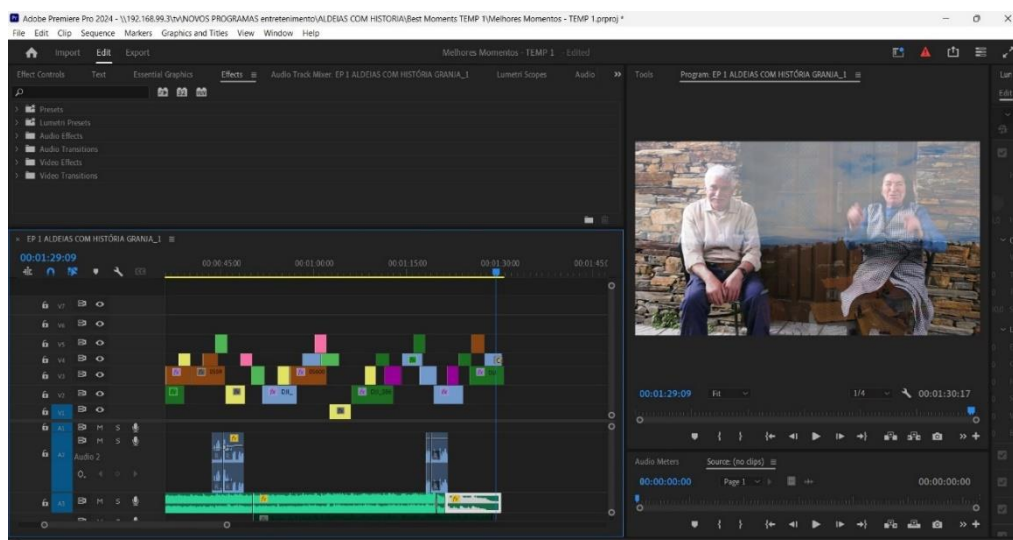 Adobe Premiere Pro 2024 - \\192.168.99.3\tv\NOVOS PROGRAMAS entretenimento\ALDEIAS COM HISTORIA\Best Moments TEMP 1\Melhores Momentos - TEMP 1.prproj *
File Edit Clip Sequence Markers Graphics and Titles View Window Help
Import Edit Export
Melhores Momentos - TEMP 1 - Edited
Effect Controls Text Essential Graphics Effects Audio Track Mixer: EP 1 ALDEIAS COM HISTÓRIA GRANJA_1 Lumetri Scopes Audio
Tools Program: EP 1 ALDEIAS COM HISTÓRIA GRANJA_1
Lun
Edit
Presets
Lumetri Presets
Audio Effects
Audio Transitions
Video Effects
Video Transitions
× EP 1 ALDEIAS COM HISTÓRIA GRANJA_1
00:01:29:09
00:00:45:00 00:01:00:00 00:01:15:00 00:01:30:00 00:01:45:0
V7
V6
V5
V4
V3
V2
V1
A1 M S
M S
A2 Audio 2
A3 M S
00:01:29:09 Fit 1/4 00:01:30:17
Audio Meters Source: (no clips)
00:00:00:00 Page 1 00:00:00:00